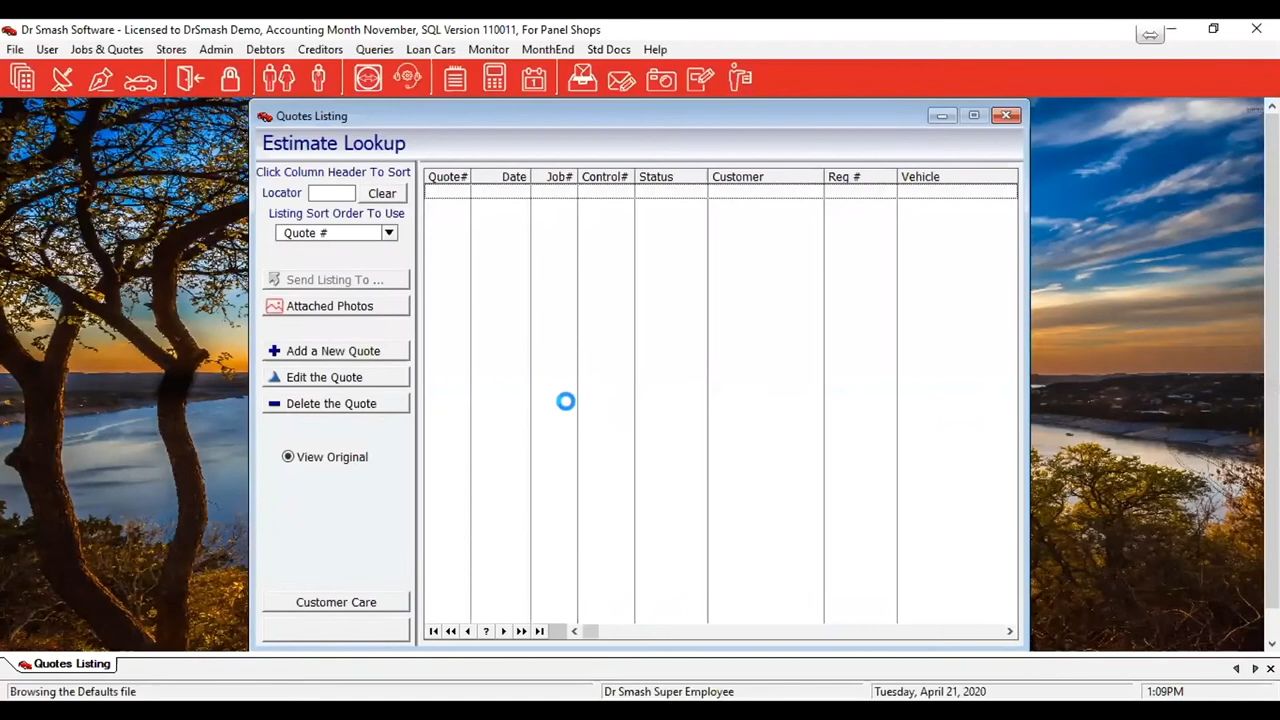 Dr Smash Software - Licensed to DrSmash Demo, Accounting Month November, SQL Version 110011, For Panel Shops
File User Jobs & Quotes Stores Admin Debtors Creditors Queries Loan Cars Monitor MonthEnd Std Docs Help
Quotes Listing
Estimate Lookup
Click Column Header To Sort
Locator Clear
Listing Sort Order To Use
Quote #
Send Listing To ...
Attached Photos
Add a New Quote
Edit the Quote
Delete the Quote
View Original
Customer Care
Quote# Date Job# Control# Status Customer Reg # Vehicle
?
Quotes Listing
Browsing the Defaults file Dr Smash Super Employee Tuesday, April 21, 2020 1:09PM